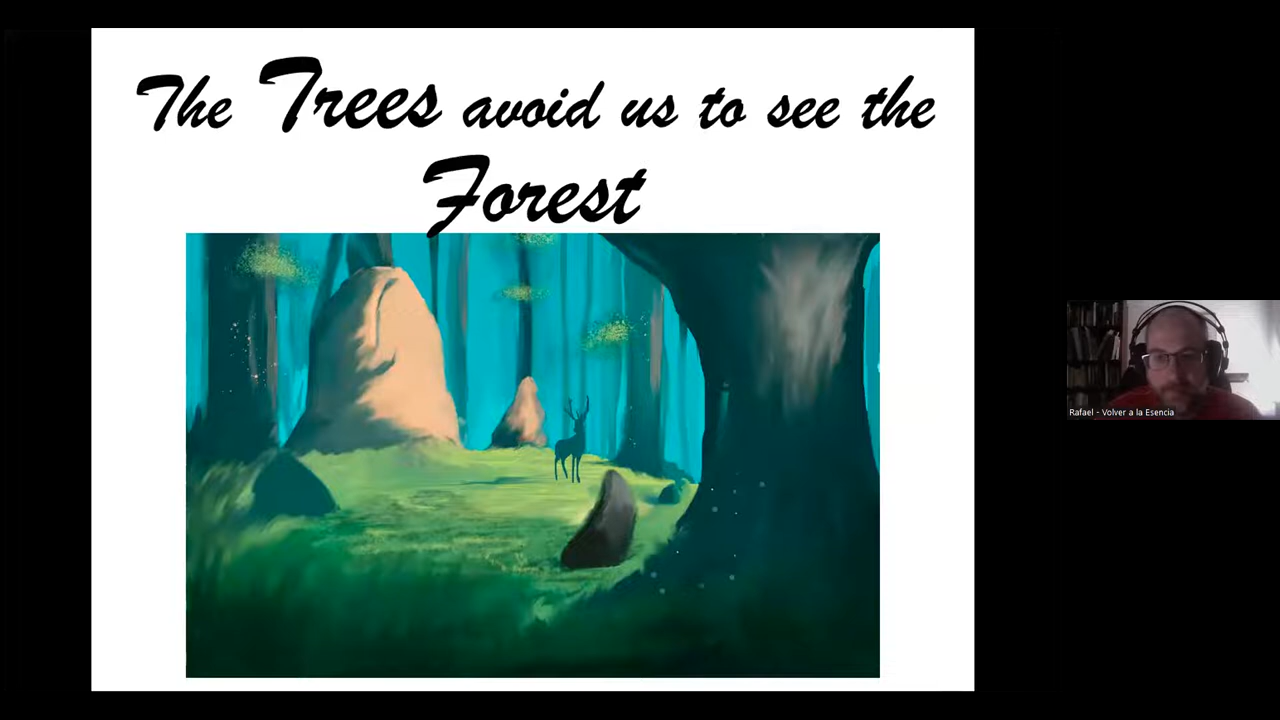 The Trees avoid us to see the
Forest
Rafael - Volver a la Esencia